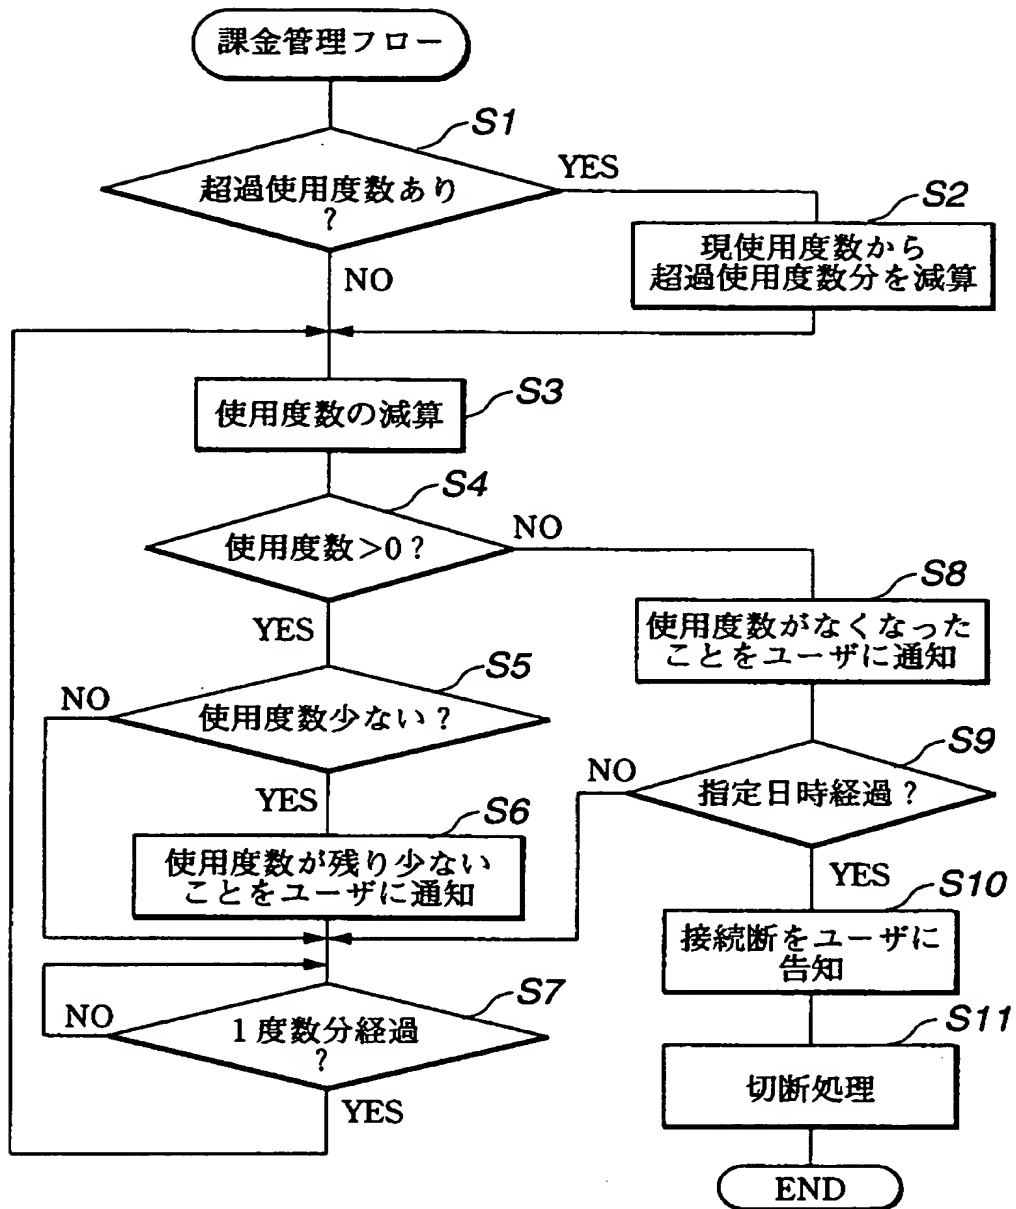 課金管理フロー
S1
超過使用度数あり
?
YES
NO
S2
現使用度数から
超過使用度数分を減算
S3
使用度数の減算
S4
使用度数>0?
NO
YES
S8
使用度数がなくなった
ことをユーザに通知
S5
使用度数少ない?
NO
YES
S9
指定日時経過?
NO
YES
S6
使用度数が残り少ない
ことをユーザに通知
S10
接続断をユーザに
告知
S7
1度数分経過
?
NO
YES
S11
切断処理
END